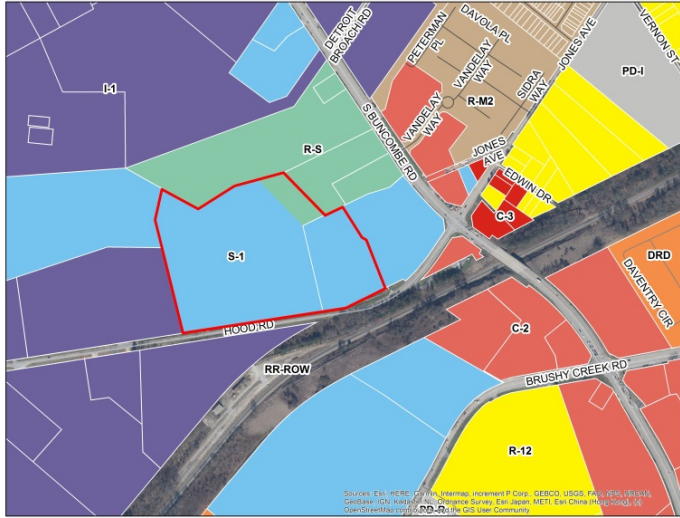 DETROIT
BROACH RD
PETERMAN
PL
DAVOLA PL
VANDELAY
WAY
JONES AVE
VERNON ST
PD-I
I-1
R-M2
SIDRA
WAY
S BUNCOMBE RD
VANDELAY
WAY
R-S
JONES
AVE
EDWIN DR
C-3
S-1
DRD
DAVENTRY CIR
HOOD RD
C-2
RR-ROW
BRUSHY CREEK RD
R-12
PD-R
Sources: Esri, HERE, Garmin, Intermap, increment P Corp., GEBCO, USGS, FAO, NPS, NRCAN,
GeoBase, IGN, Kadaster NL, Ordnance Survey, Esri Japan, METI, Esri China (Hong Kong), (c)
OpenStreetMap contributors, and the GIS User Community